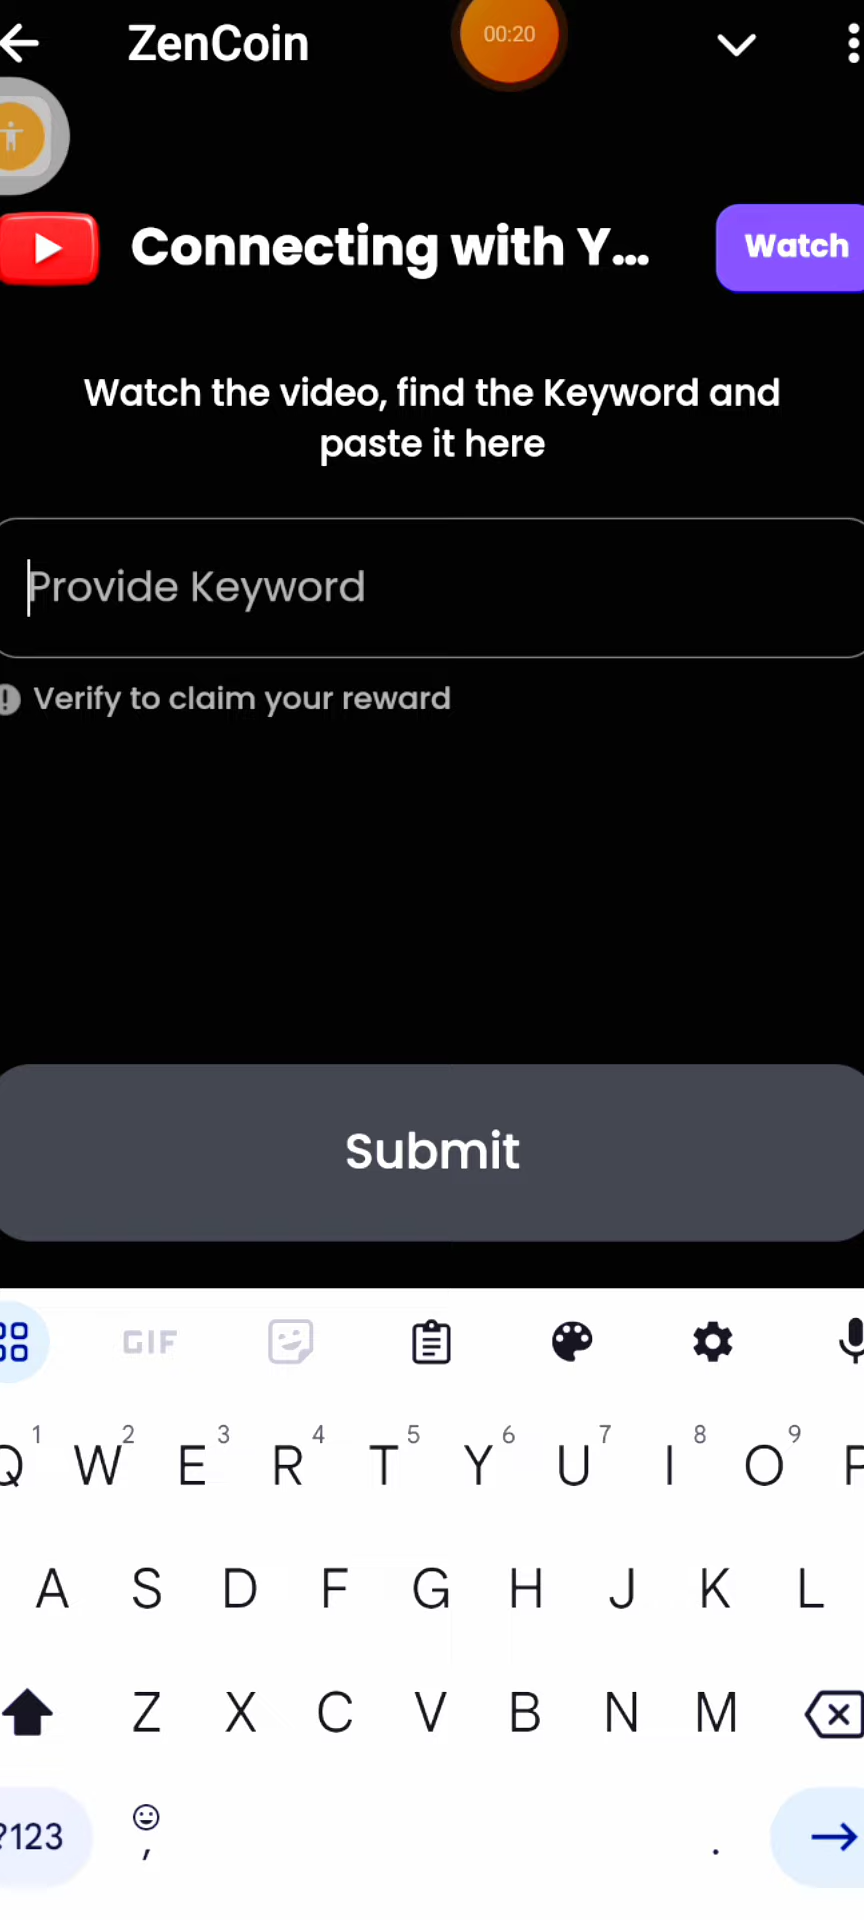 ZenCoin
00:20
Connecting with Y...
Watch
Watch the video, find the Keyword and
paste it here
Provide Keyword
Verify to claim your reward
Submit
GIF
1 2 3 4 5 6 7 8 9
Q W E R T Y U I O P
A S D F G H J K L
Z X C V B N M
?123 , .